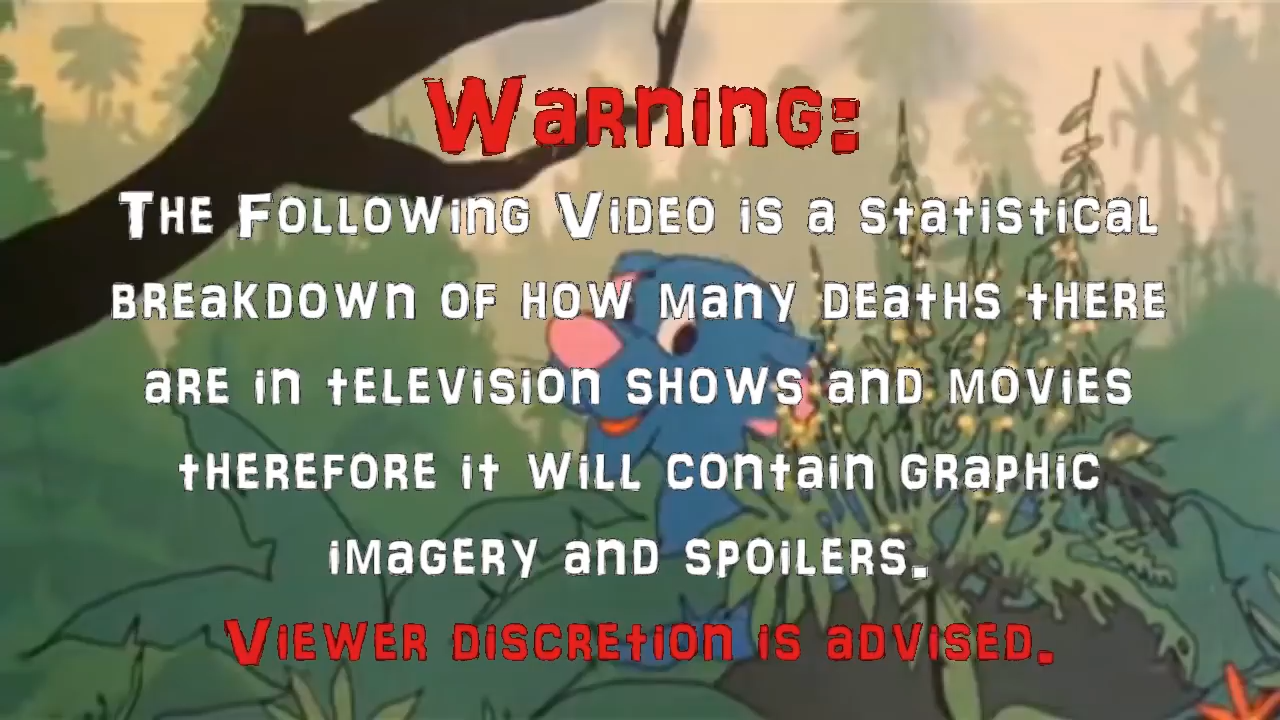 Warning:
The Following Video is a statistical
breakdown of how many deaths there
are in television shows and movies
therefore it will contain graphic
imagery and spoilers.
Viewer discretion is advised.